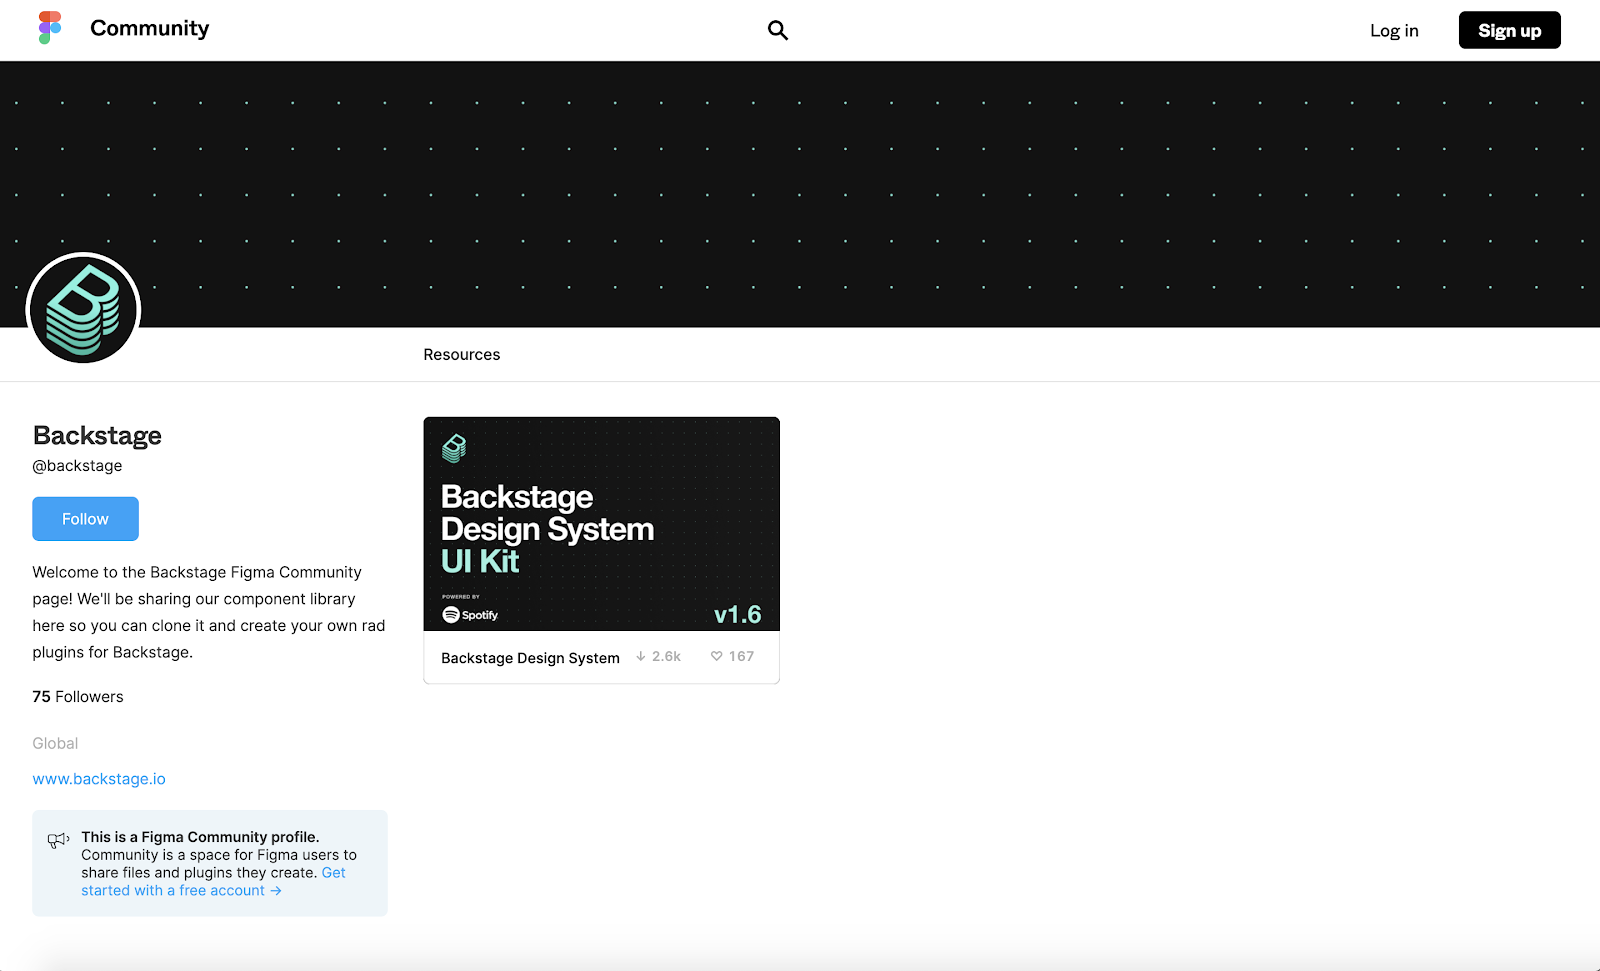 Community
Log in
Sign up
Resources
Backstage
@backstage
Follow
Welcome to the Backstage Figma Community
page! We'll be sharing our component library
here so you can clone it and create your own rad
plugins for Backstage.
75 Followers
Global
www.backstage.io
This is a Figma Community profile.
Community is a space for Figma users to
share files and plugins they create. Get
started with a free account →
Backstage
Design System
UI Kit
POWERED BY
Spotify
v1.6
Backstage Design System
2.6k
167